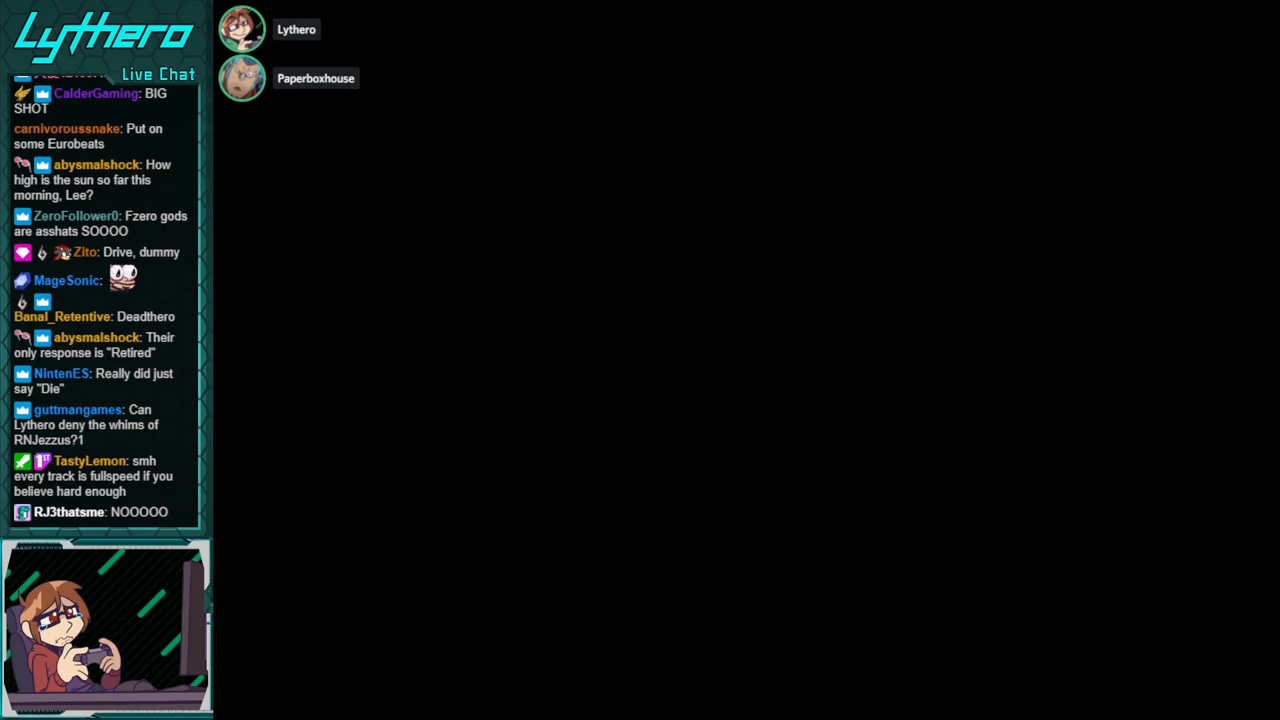 Lythero
Live Chat
CalderGaming: BIG
SHOT
carnivoroussnake: Put on
some Eurobeats
abysmalshock: How
high is the sun so far this
morning, Lee?
ZeroFollower0: Fzero gods
are asshats SOOOO
Zito: Drive, dummy
MageSonic:
Banal_Retentive: Deadthero
abysmalshock: Their
only response is "Retired"
NintenES: Really did just
say "Die"
guttmangames: Can
Lythero deny the whims of
RNJezzus?1
1ST TastyLemon: smh
every track is fullspeed if you
believe hard enough
RJ3thatsme: NOOOOO
Lythero
Paperboxhouse